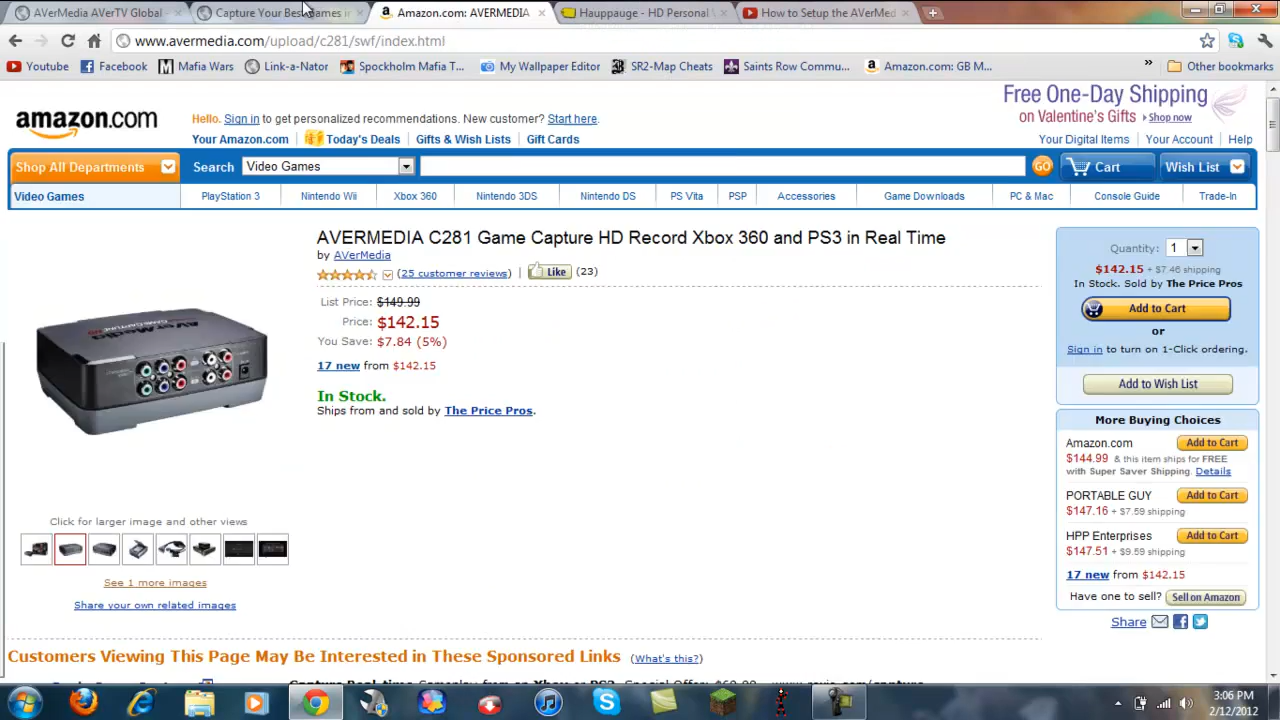 AVerMedia AVerTV Global
Capture Your Best Games i
Amazon.com: AVERMEDIA
Hauppauge - HD Personal V
How to Setup the AVerMed
www.avermedia.com/upload/c281/swf/index.html
Youtube
Facebook
Mafia Wars
Link-a-Nator
Spockholm Mafia T...
My Wallpaper Editor
SR2-Map Cheats
Saints Row Commu...
Amazon.com: GB M...
»
Other bookmarks
amazon.com
Hello. Sign in to get personalized recommendations. New customer? Start here.
Free One-Day Shipping
on Valentine's Gifts Shop now
Your Amazon.com
Today's Deals
Gifts & Wish Lists
Gift Cards
Your Digital Items
Your Account
Help
Shop All Departments
Search
Video Games
GO
Cart
Wish List
Video Games
PlayStation 3
Nintendo Wii
Xbox 360
Nintendo 3DS
Nintendo DS
PS Vita
PSP
Accessories
Game Downloads
PC & Mac
Console Guide
Trade-In
AVERMEDIA C281 Game Capture HD Record Xbox 360 and PS3 in Real Time
by AVerMedia
(25 customer reviews) | Like (23)
List Price: $149.99
Price: $142.15
You Save: $7.84 (5%)
17 new from $142.15
In Stock.
Ships from and sold by The Price Pros.
AVerMedia
Click for larger image and other views
See 1 more images
Share your own related images
Quantity: 1
$142.15 + $7.46 shipping
In Stock. Sold by The Price Pros
Add to Cart
or
Sign in to turn on 1-Click ordering.
Add to Wish List
More Buying Choices
Amazon.com
Add to Cart
$144.99 & this item ships for FREE
with Super Saver Shipping. Details
PORTABLE GUY
Add to Cart
$147.16 + $7.59 shipping
HPP Enterprises
Add to Cart
$147.51 + $9.59 shipping
17 new from $142.15
Have one to sell? Sell on Amazon
Share
Customers Viewing This Page May Be Interested in These Sponsored Links (What's this?)
3:06 PM
2/12/2012